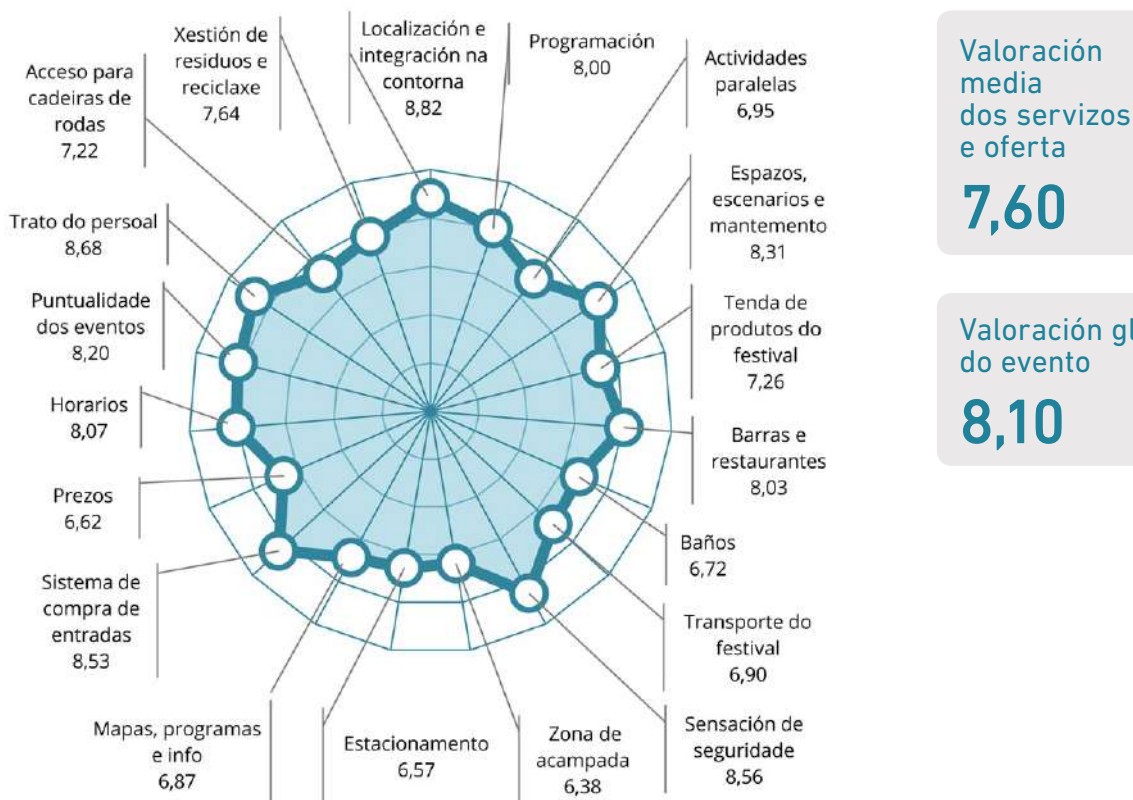 Localización e
integración na
contorna
8,82
Programación
8,00
Actividades
paralelas
6,95
Espazos,
escenarios e
mantemento
8,31
Tenda de
produtos do
festival
7,26
Barras e
restaurantes
8,03
Baños
6,72
Transporte do
festival
6,90
Sensación de
seguridade
8,56
Zona de
acampada
6,38
Estacionamento
6,57
Mapas, programas
e info
6,87
Sistema de
compra de
entradas
8,53
Prezos
6,62
Horarios
8,07
Puntualidade
dos eventos
8,20
Trato do persoal
8,68
Acceso para
cadeiras de
rodas
7,22
Xestión de
residuos e
reciclaxe
7,64
Valoración
media
dos servizos
e oferta
7,60
Valoración
do evento
8,10